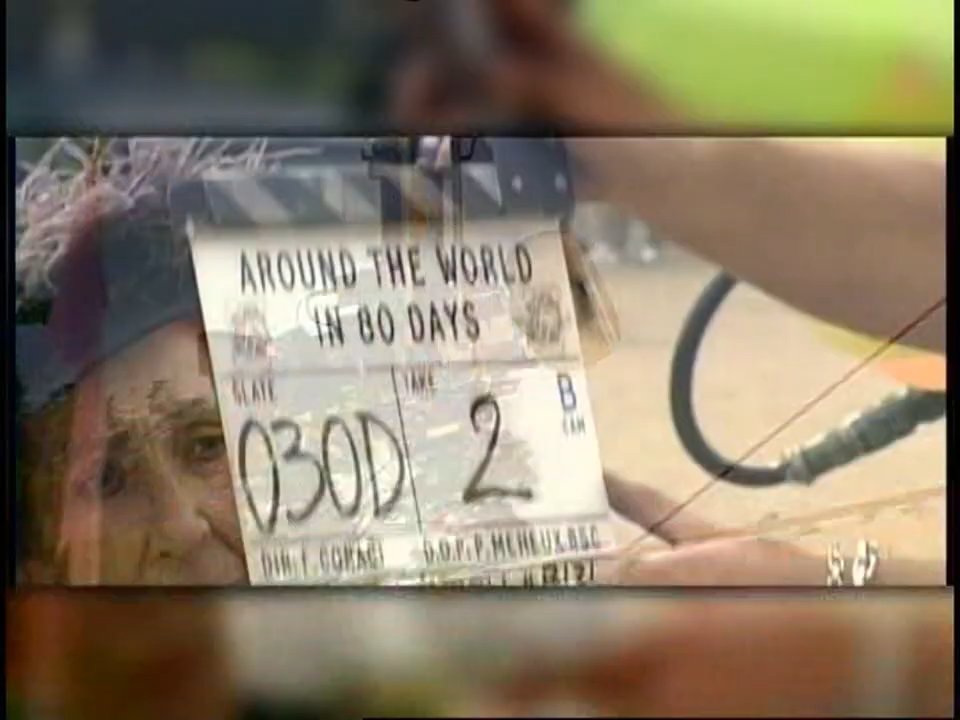 AROUND THE WORLD
IN 80 DAYS
SLATE TAKE
030D 2 B
CAM
DIR: F. CORACI D.O.P: P. MEHEUX.BSC